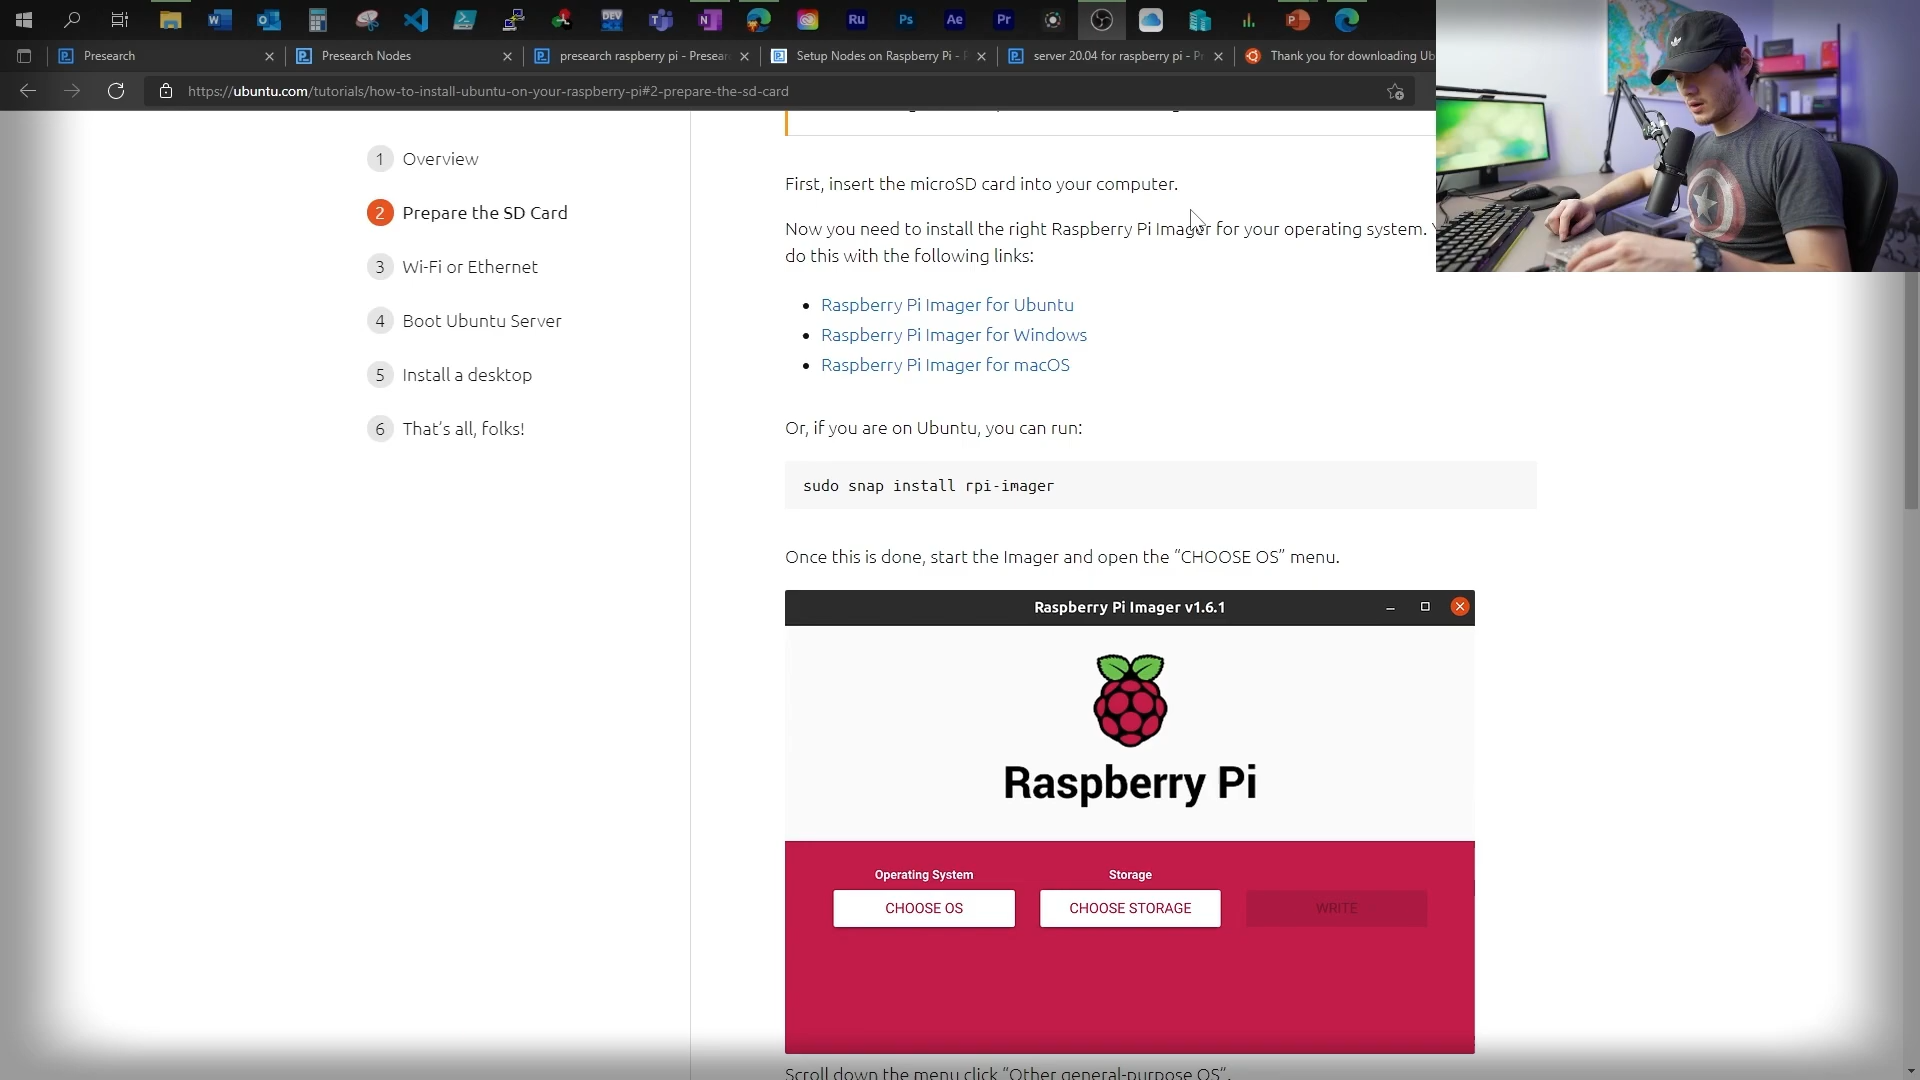 Ru
Ps
Ae
Pr
DEV
Presearch
Presearch Nodes
presearch raspberry pi - Presear
Setup Nodes on Raspberry Pi -
server 20.04 for raspberry pi - Pr
Thank you for downloading Ub
https://ubuntu.com/tutorials/how-to-install-ubuntu-on-your-raspberry-pi#2-prepare-the-sd-card
1 Overview
2 Prepare the SD Card
3 Wi-Fi or Ethernet
4 Boot Ubuntu Server
5 Install a desktop
6 That's all, folks!
First, insert the microSD card into your computer.
Now you need to install the right Raspberry Pi Imager for your operating system.
do this with the following links:
Raspberry Pi Imager for Ubuntu
Raspberry Pi Imager for Windows
Raspberry Pi Imager for macOS
Or, if you are on Ubuntu, you can run:
sudo snap install rpi-imager
Once this is done, start the Imager and open the “CHOOSE OS” menu.
Raspberry Pi Imager v1.6.1
Raspberry Pi
Operating System
Storage
CHOOSE OS
CHOOSE STORAGE
WRITE
Scroll down the menu click “Other general-purpose OS”.